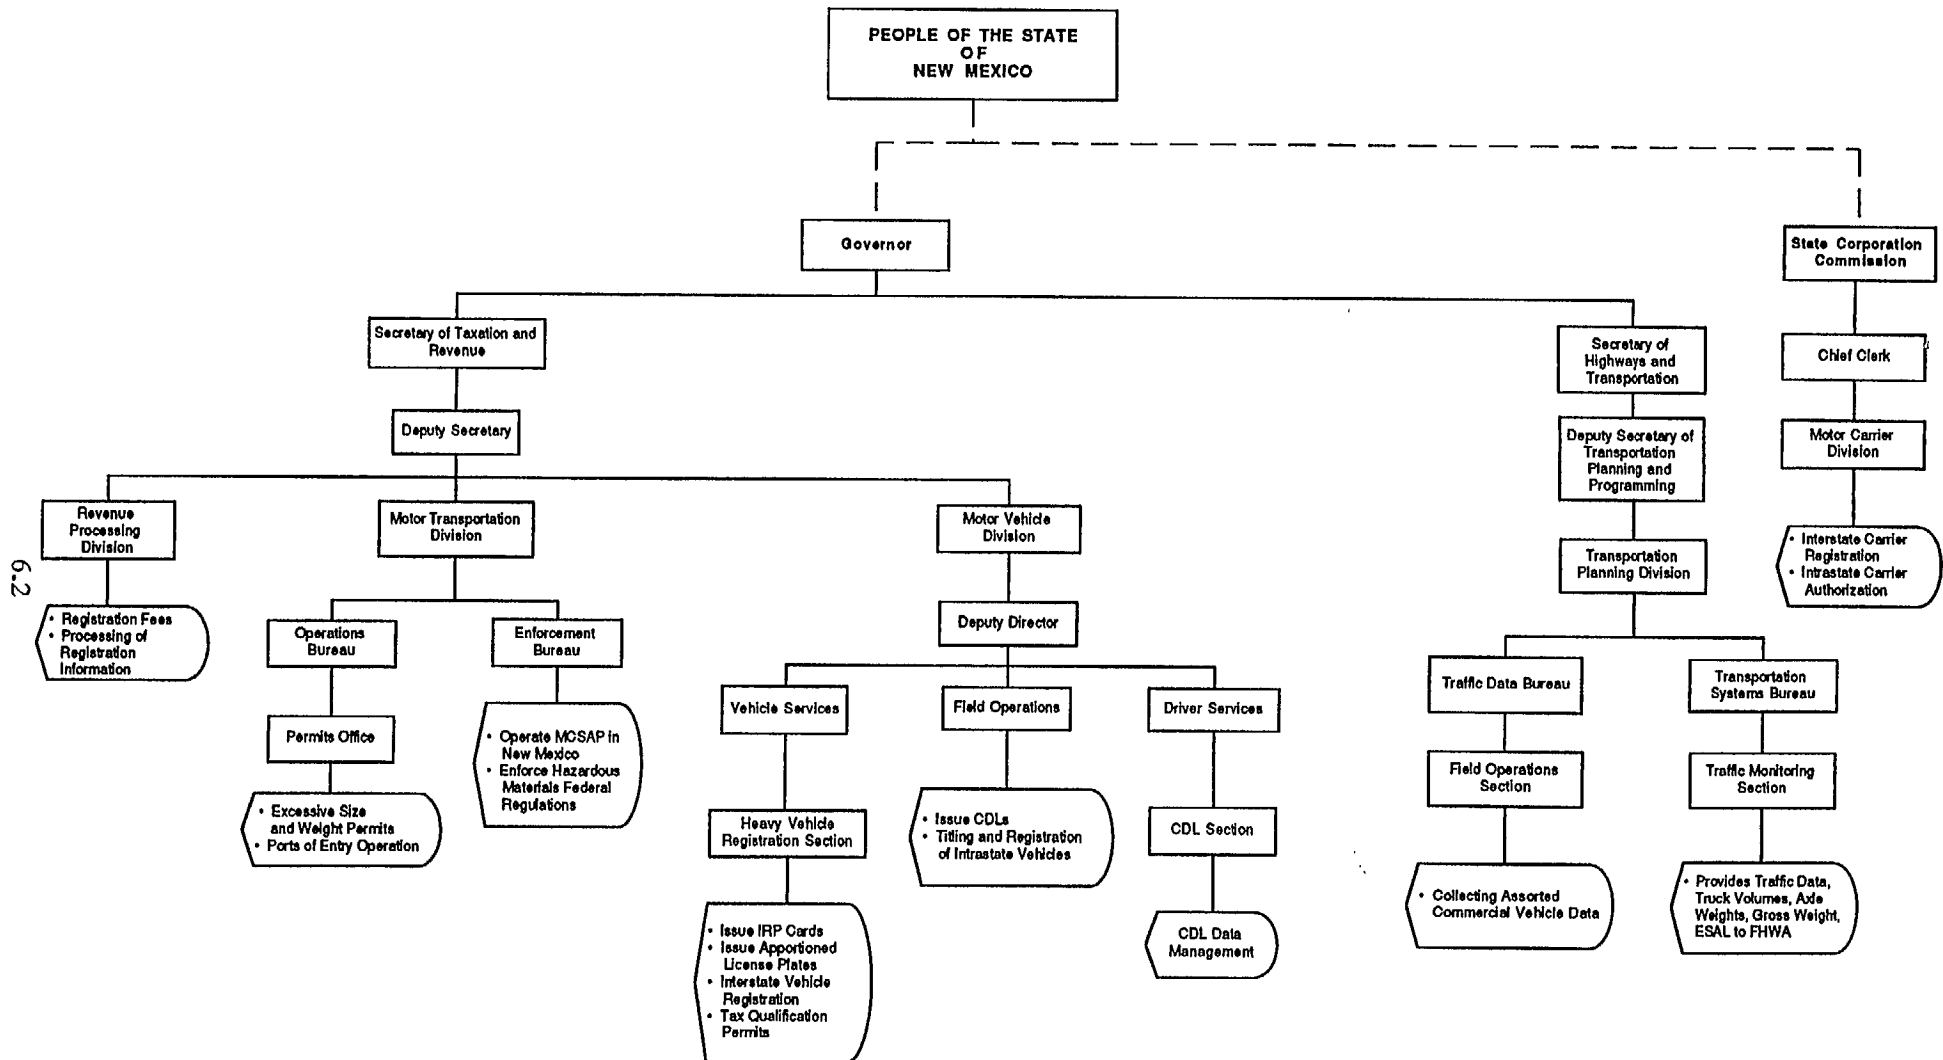 PEOPLE OF THE STATE
OF
NEW MEXICO
Governor
State Corporation
Commission
Secretary of Taxation and
Revenue
Secretary of
Highways and
Transportation
Chief Clerk
Deputy Secretary
Deputy Secretary of
Transportation
Planning and
Programming
Motor Carrier
Division
Revenue
Processing
Division
Motor Transportation
Division
Motor Vehicle
Division
Transportation
Planning Division
• Interstate Carrier
Registration
• Intrastate Carrier
Authorization
6.2
• Registration Fees
• Processing of
Registration
Information
Operations
Bureau
Enforcement
Bureau
Deputy Director
Traffic Data Bureau
Transportation
Systems Bureau
Permits Office
• Operate MCSAP in
New Mexico
• Enforce Hazardous
Materials Federal
Regulations
Vehicle Services
Field Operations
Driver Services
Field Operations
Section
Traffic Monitoring
Section
• Excessive Size
and Weight Permits
• Ports of Entry Operation
Heavy Vehicle
Registration Section
• Issue CDLs
• Titling and Registration
of Intrastate Vehicles
CDL Section
• Collecting Assorted
Commercial Vehicle Data
• Provides Traffic Data,
Truck Volumes, Axle
Weights, Gross Weight,
ESAL to FHWA
• Issue IRP Cards
• Issue Apportioned
License Plates
• Interstate Vehicle
Registration
• Tax Qualification
Permits
CDL Data
Management